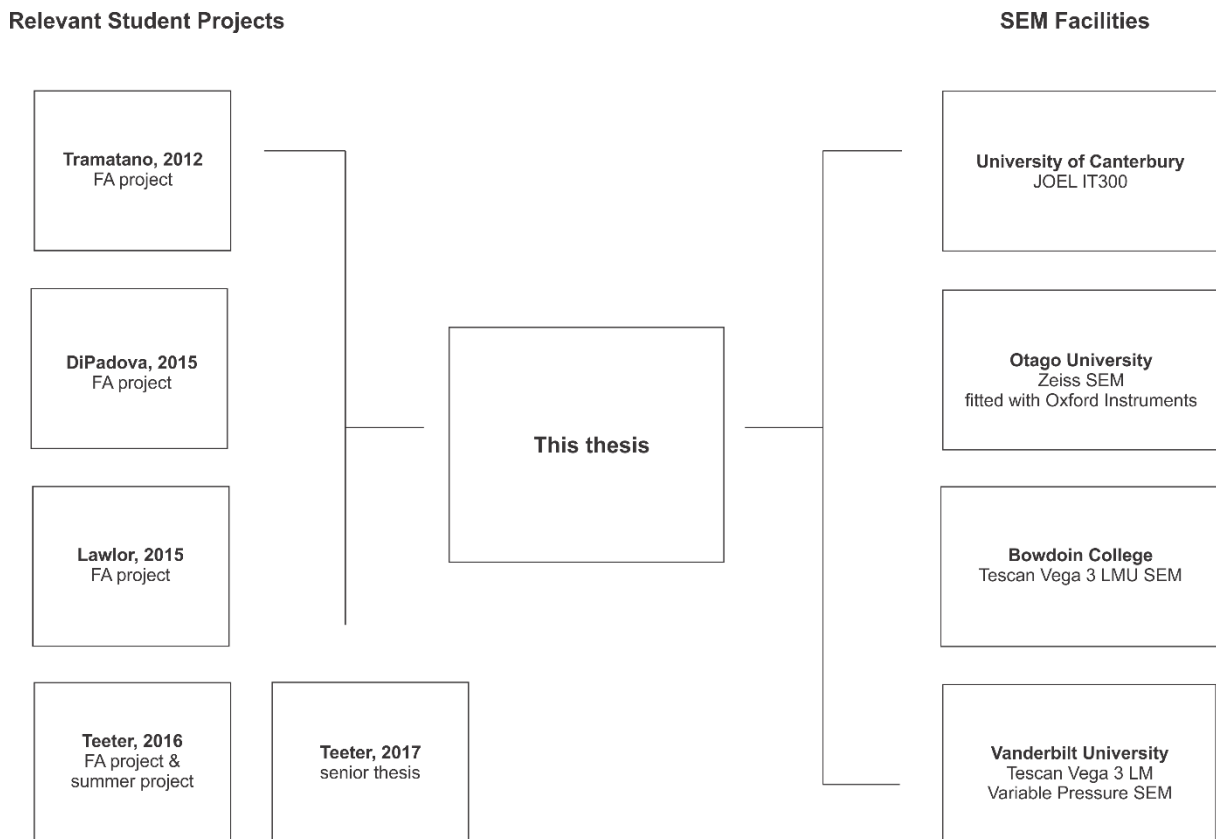 Relevant Student Projects
SEM Facilities
Tramatano, 2012
FA project
DiPadova, 2015
FA project
Lawlor, 2015
FA project
Teeter, 2016
FA project &
summer project
Teeter, 2017
senior thesis
This thesis
University of Canterbury
JOEL IT300
Otago University
Zeiss SEM
fitted with Oxford Instruments
Bowdoin College
Tescan Vega 3 LMU SEM
Vanderbilt University
Tescan Vega 3 LM
Variable Pressure SEM